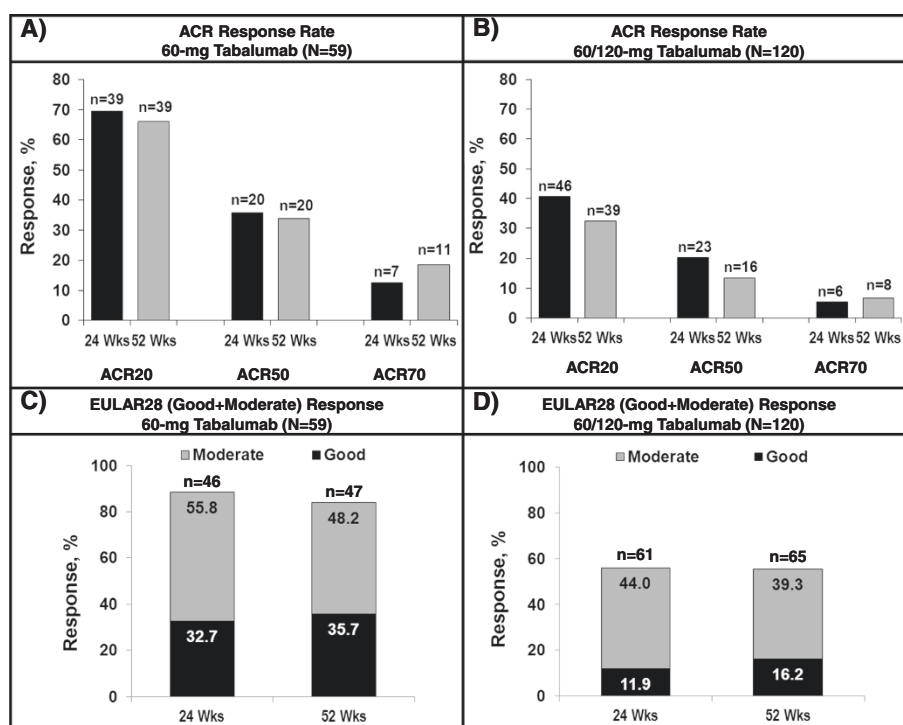 A)
ACR Response Rate
60-mg Tabalumab (N=59)
Response, %
80
70
60
50
40
30
20
10
0
n=39
n=39
n=20
n=20
n=7
n=11
24 Wks 52 Wks
24 Wks 52 Wks
24 Wks 52 Wks
ACR20
ACR50
ACR70
B)
ACR Response Rate
60/120-mg Tabalumab (N=120)
Response, %
80
70
60
50
40
30
20
10
0
n=46
n=39
n=23
n=16
n=6
n=8
24 Wks 52 Wks
24 Wks 52 Wks
24 Wks 52 Wks
ACR20
ACR50
ACR70
C)
EULAR28 (Good+Moderate) Response
60-mg Tabalumab (N=59)
Moderate
Good
Response, %
100
80
60
40
20
0
n=46
55.8
32.7
n=47
48.2
35.7
24 Wks
52 Wks
D)
EULAR28 (Good+Moderate) Response
60/120-mg Tabalumab (N=120)
Moderate
Good
Response, %
100
80
60
40
20
0
n=61
44.0
11.9
n=65
39.3
16.2
24 Wks
52 Wks